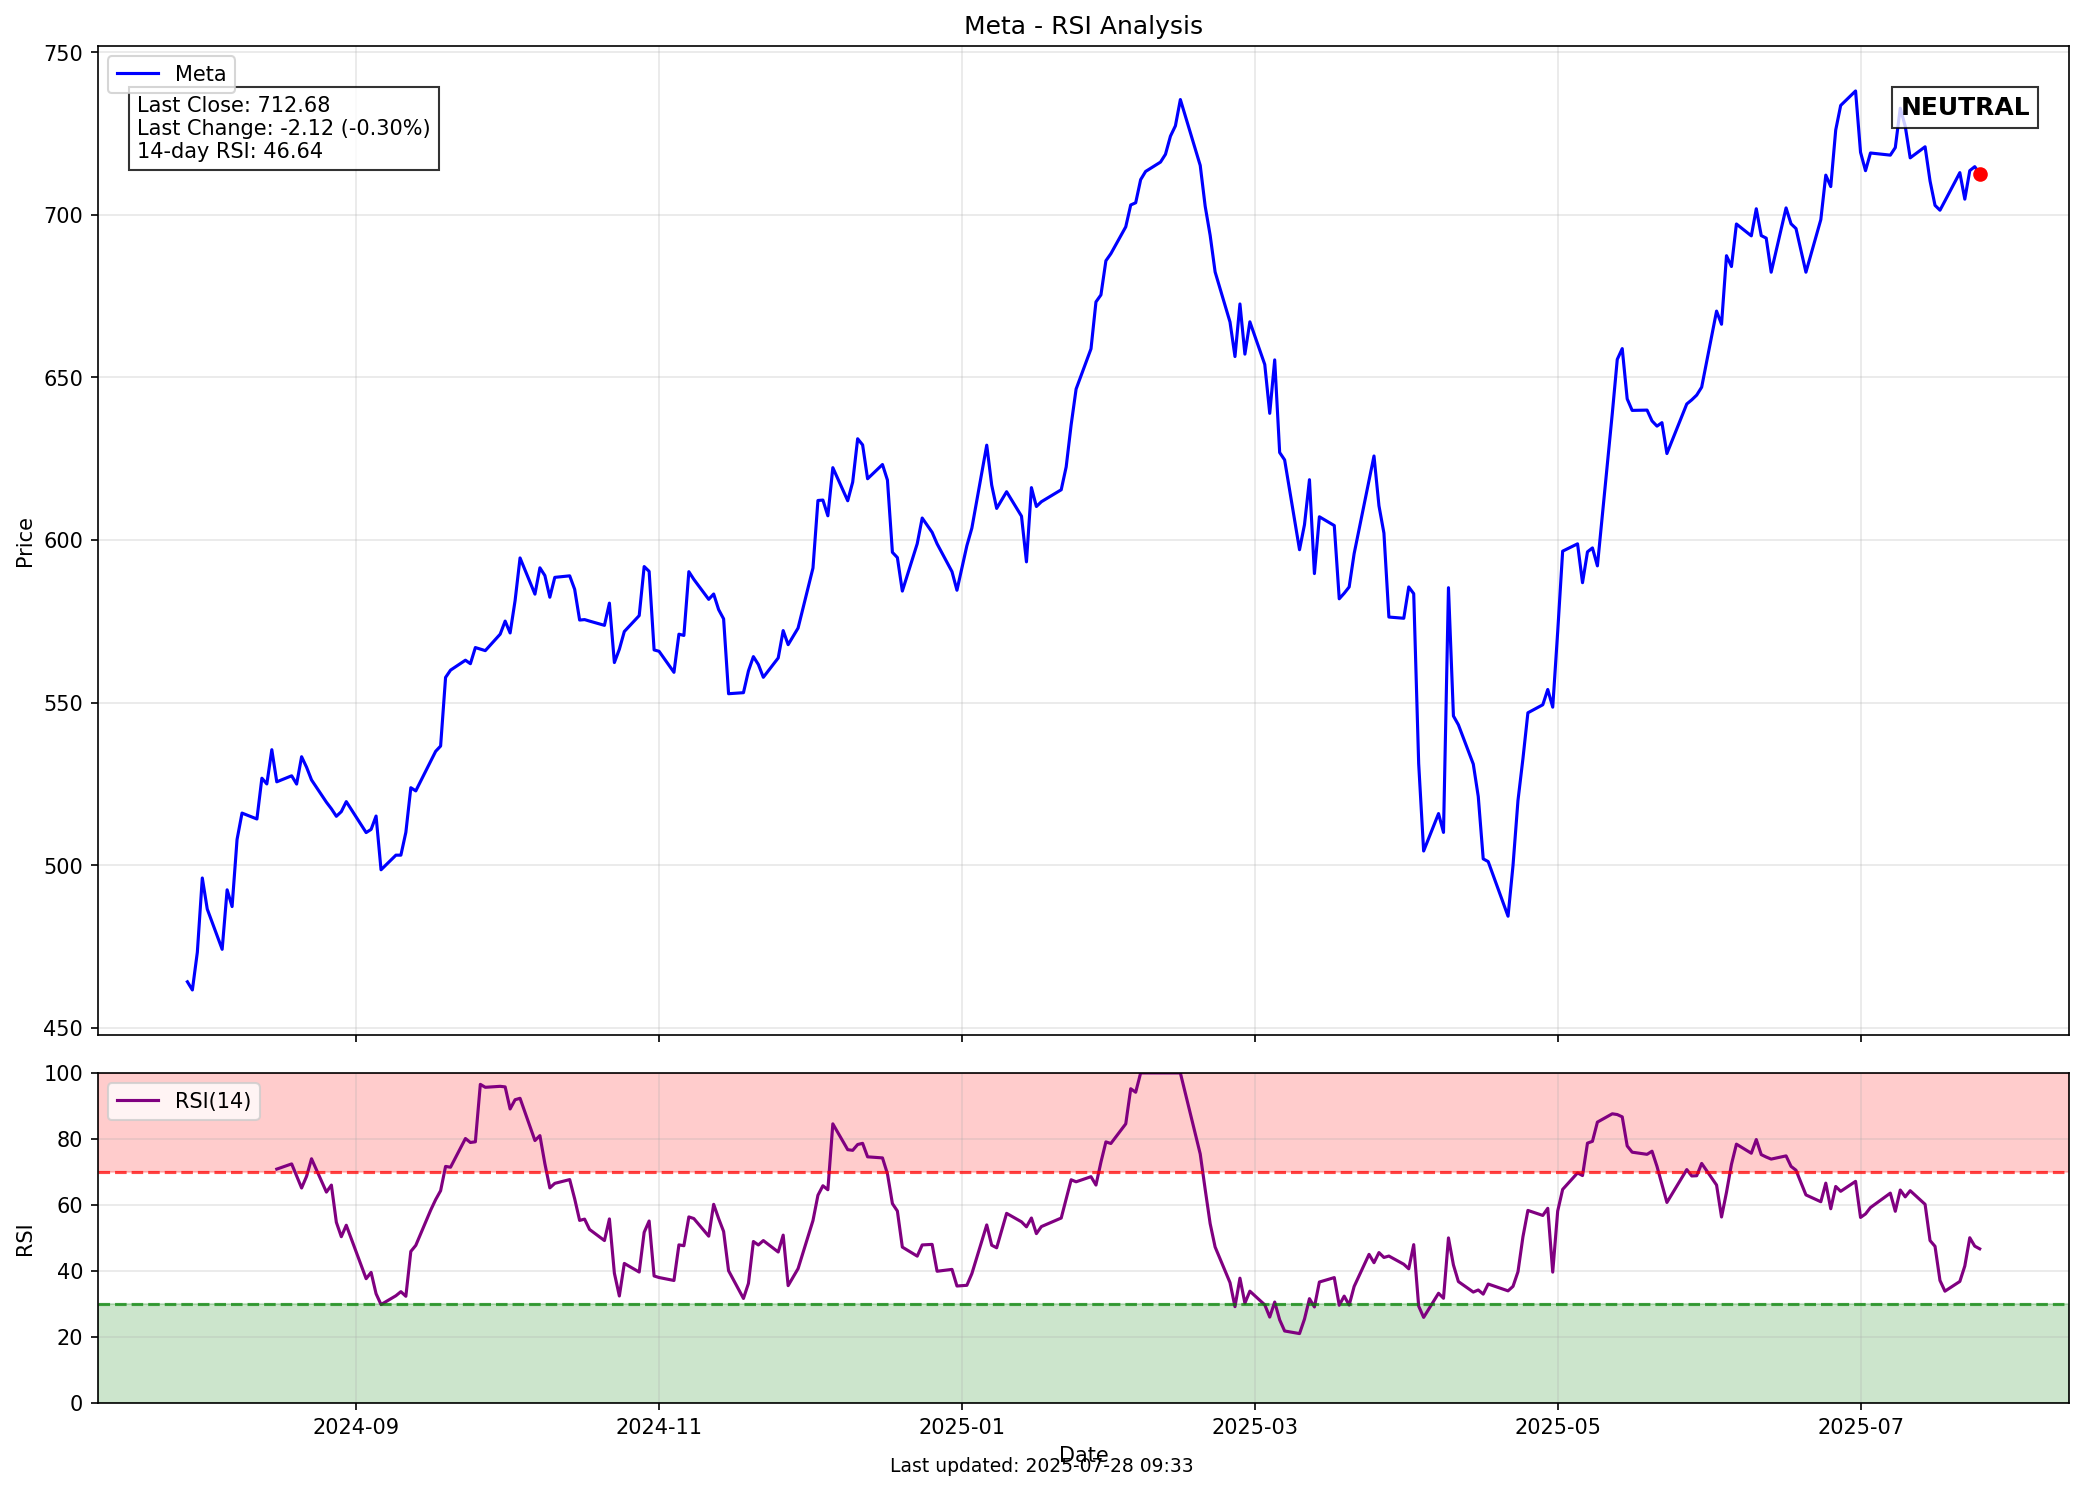 Meta - RSI Analysis
750
700
650
600
550
500
450
Price
Meta
Last Close: 712.68
Last Change: -2.12 (-0.30%)
14-day RSI: 46.64
NEUTRAL
100
80
60
40
20
0
RSI
RSI(14)
2024-09
2024-11
2025-01
2025-03
2025-05
2025-07
Date
Last updated: 2025-07-28 09:33